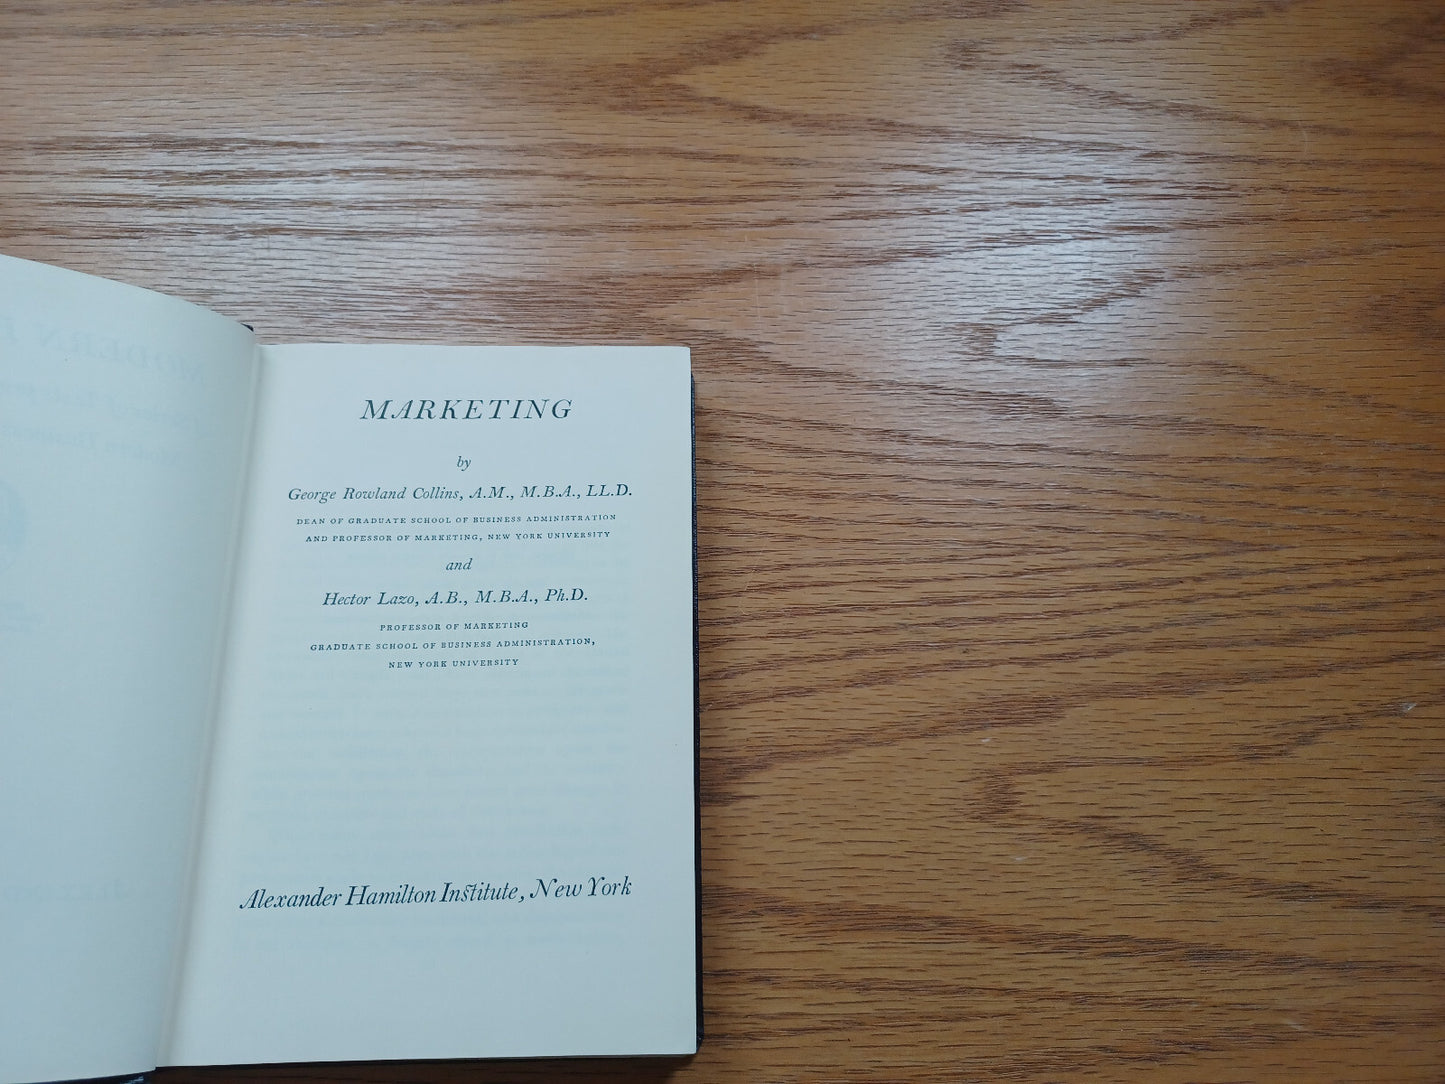 MARKETING
by
George Rowland Collins, A.M., M.B.A., LL.D.
DEAN OF GRADUATE SCHOOL OF BUSINESS ADMINISTRATION
AND PROFESSOR OF MARKETING, NEW YORK UNIVERSITY
and
Hector Lazo, A.B., M.B.A., Ph.D.
PROFESSOR OF MARKETING
GRADUATE SCHOOL OF BUSINESS ADMINISTRATION,
NEW YORK UNIVERSITY
Alexander Hamilton Institute, New York